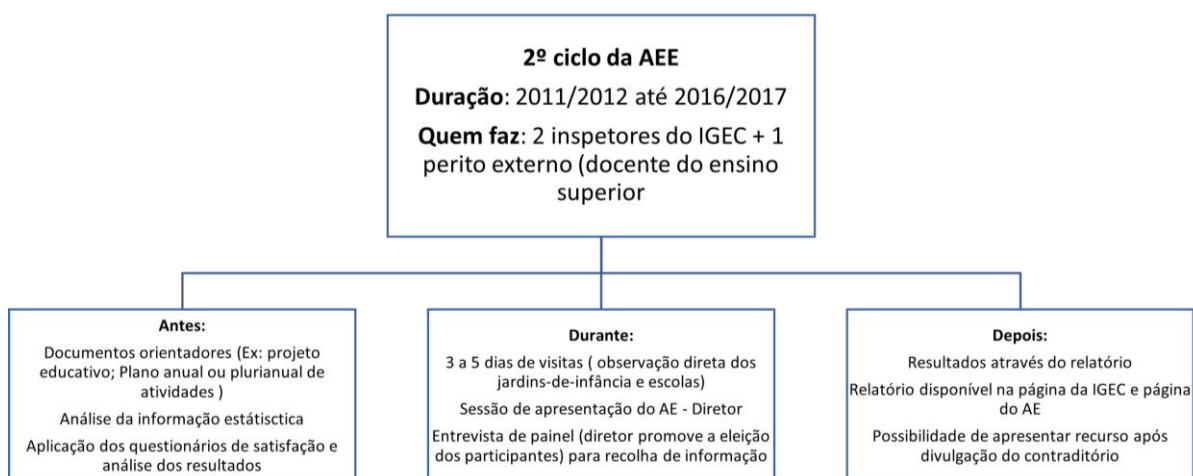 2º ciclo da AEE
Duração: 2011/2012 até 2016/2017
Quem faz: 2 inspetores do IGEC + 1
perito externo (docente do ensino
superior
Antes:
Documentos orientadores (Ex: projeto
educativo; Plano anual ou plurianual de
atividades )
Análise da informação estátisctica
Aplicação dos questionários de satisfação e
análise dos resultados
Durante:
3 a 5 dias de visitas ( observação direta dos
jardins-de-infância e escolas)
Sessão de apresentação do AE - Diretor
Entrevista de painel (diretor promove a eleição
dos participantes) para recolha de informação
Depois:
Resultados através do relatório
Relatório disponível na página da IGEC e página
do AE
Possibilidade de apresentar recurso após
divulgação do contraditório